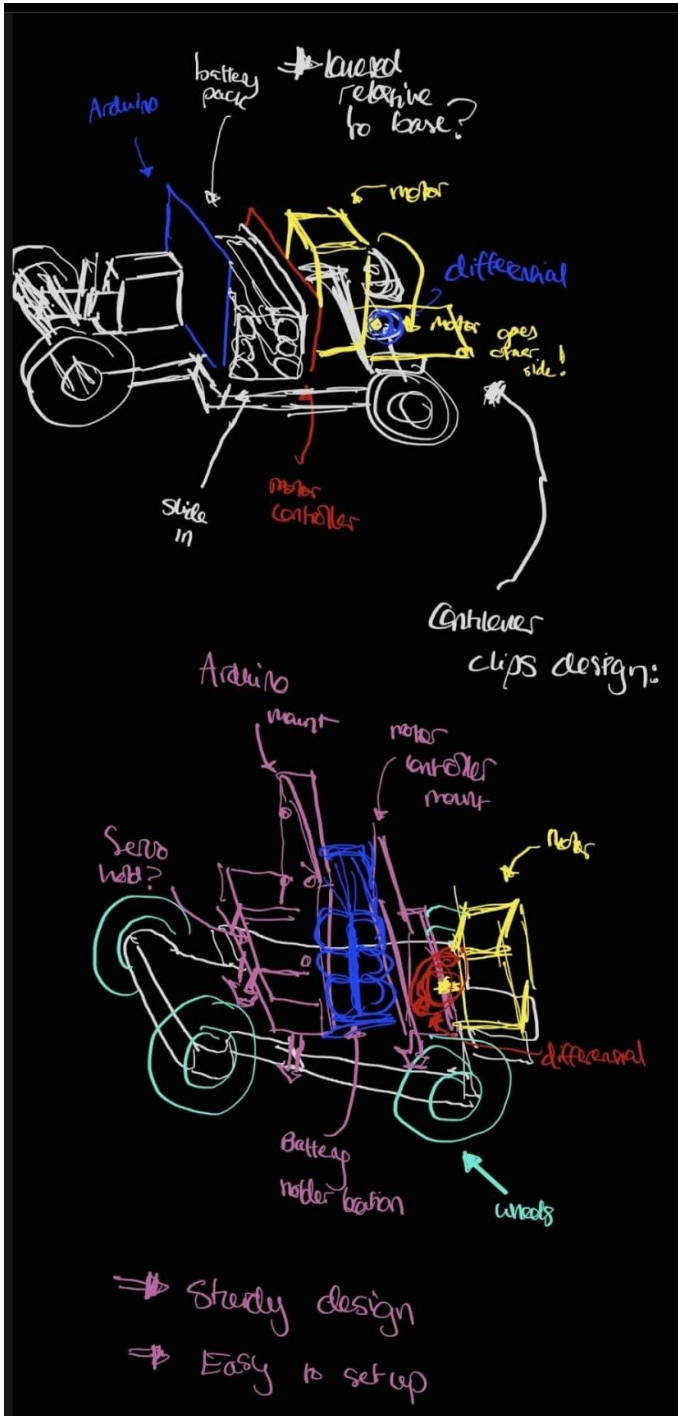 battery
pack
⇒ lowered
relative
to base?
Arduino
motor
differential
motor goes
on other
side!
slide
in
motor
controller
Cantilever
clips design:
Arduino
mount
motor
controller
mount
Servo
hold?
Motor
differential
Battery
holder location
wheels
⇒ Sturdy design
⇒ Easy to set up